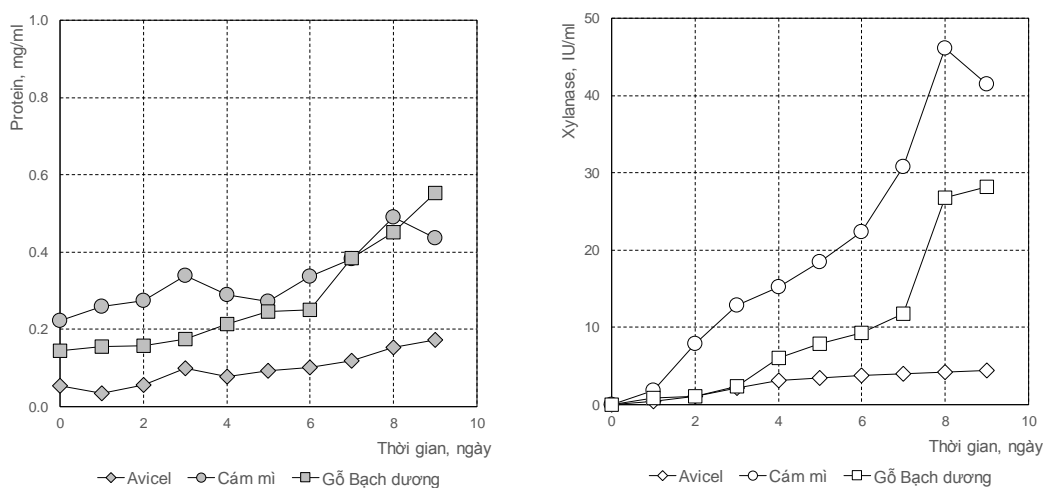 Protein, mg/ml
1.0
0.8
0.6
0.4
0.2
0.0
0 2 4 6 8 10
Thời gian, ngày
Avicel Cám mì Gỗ Bạch dương
Xylanase, IU/ml
50
40
30
20
10
0
0 2 4 6 8 10
Thời gian, ngày
Avicel Cám mì Gỗ Bạch dương